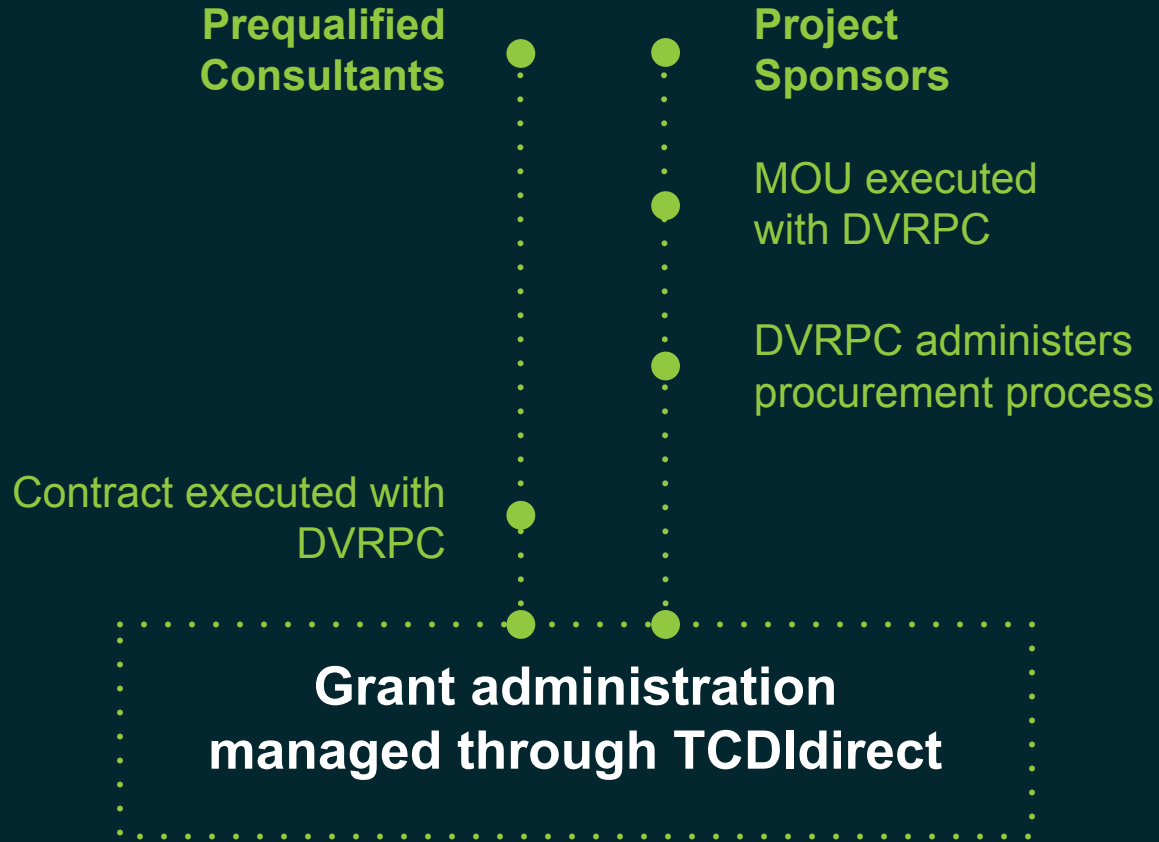 Prequalified
Consultants
Project
Sponsors
MOU executed
with DVRPC
DVRPC administers
procurement process
Contract executed with
DVRPC
Grant administration
managed through TCDIdirect